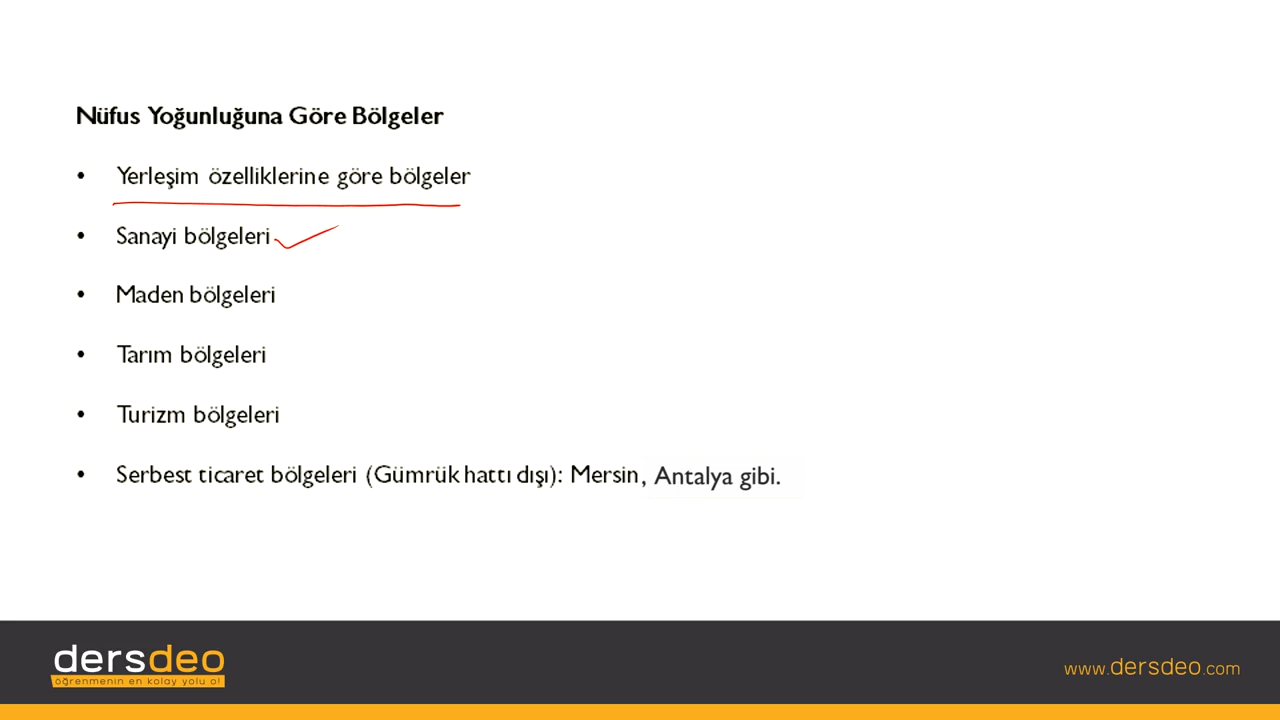 Nüfus Yoğunluğuna Göre Bölgeler
• Yerleşim özelliklerine göre bölgeler
• Sanayi bölgeleri
• Maden bölgeleri
• Tarım bölgeleri
• Turizm bölgeleri
• Serbest ticaret bölgeleri (Gümrük hattı dışı): Mersin, Antalya gibi.
dersdeo
öğrenmenin en kolay yolu o!
www.dersdeo.com